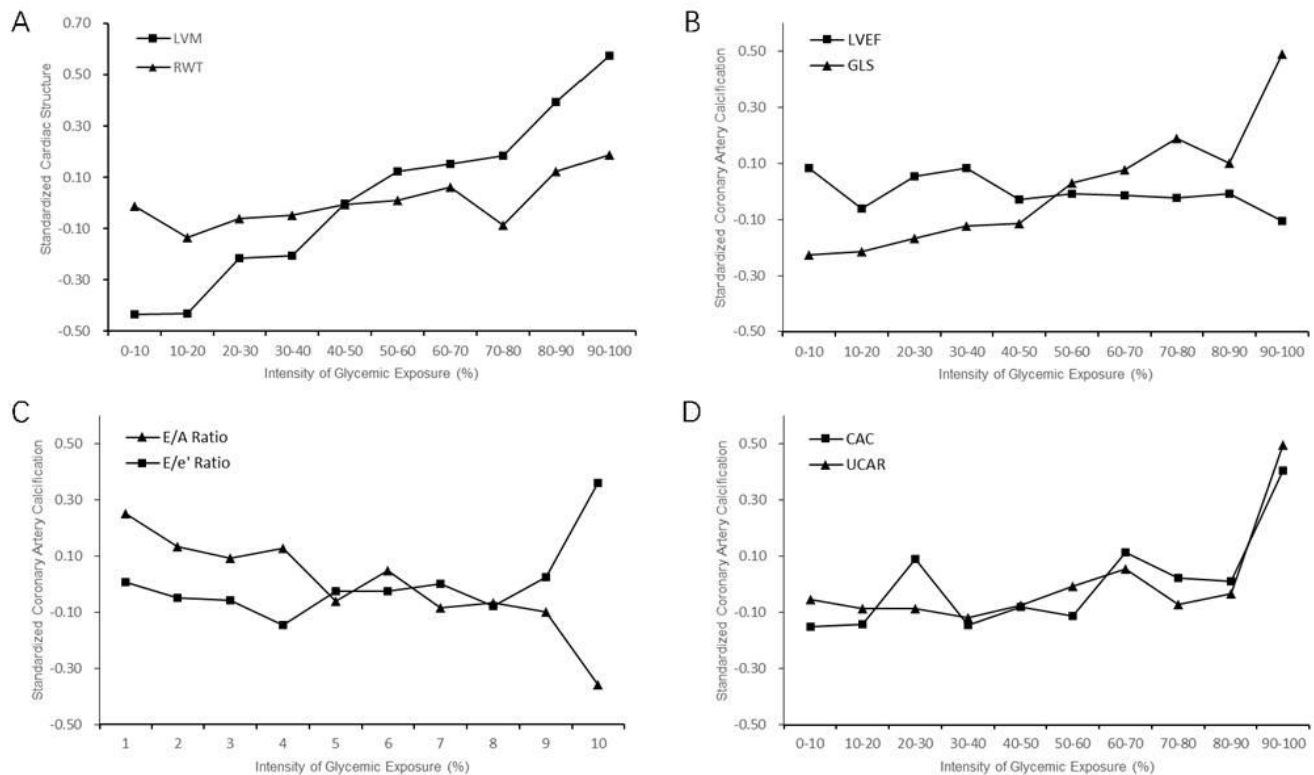 A
Standardized Cardiac Structure
0.70
0.50
0.30
0.10
-0.10
-0.30
-0.50
LVM
RWT
0-10 10-20 20-30 30-40 40-50 50-60 60-70 70-80 80-90 90-100
Intensity of Glycemic Exposure (%)
B
Standardized Coronary Artery Calcification
0.50
0.30
0.10
-0.10
-0.30
-0.50
LVEF
GLS
0-10 10-20 20-30 30-40 40-50 50-60 60-70 70-80 80-90 90-100
Intensity of Glycemic Exposure (%)
C
Standardized Coronary Artery Calcification
0.50
0.30
0.10
-0.10
-0.30
-0.50
E/A Ratio
E/e' Ratio
1 2 3 4 5 6 7 8 9 10
Intensity of Glycemic Exposure (%)
D
Standardized Coronary Artery Calcification
0.50
0.30
0.10
-0.10
-0.30
-0.50
CAC
UCAR
0-10 10-20 20-30 30-40 40-50 50-60 60-70 70-80 80-90 90-100
Intensity of Glycemic Exposure (%)